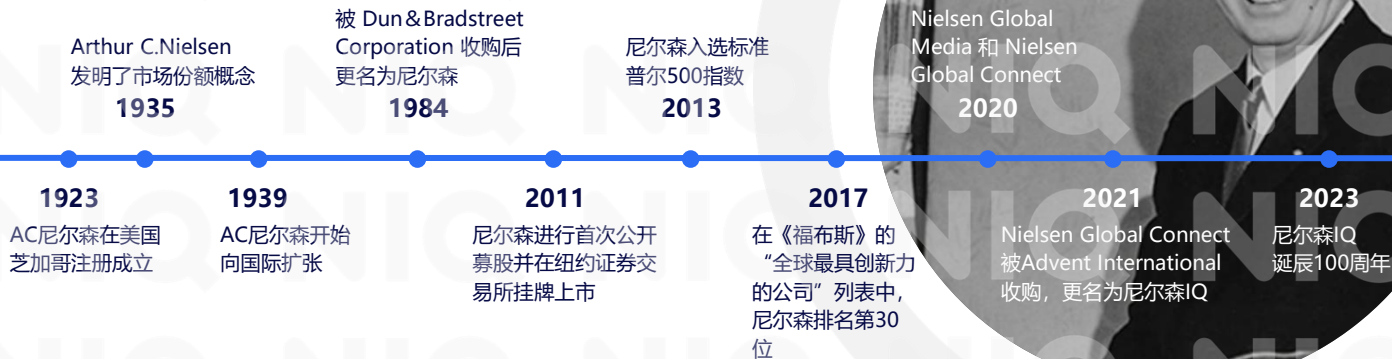 Arthur C.Nielsen
发明了市场份额概念
1935
被 Dun&Bradstreet
Corporation 收购后
更名为尼尔森
1984
尼尔森入选标准
普尔500指数
2013
Nielsen Global
Media 和 Nielsen
Global Connect
2020
1923
AC尼尔森在美国
芝加哥注册成立
1939
AC尼尔森开始
向国际扩张
2011
尼尔森进行首次公开
募股并在纽约证券交
易所挂牌上市
2017
在《福布斯》的
“全球最具创新力
的公司”列表中，
尼尔森排名第30
位
2021
Nielsen Global Connect
被Advent International
收购，更名为尼尔森IQ
2023
尼尔森IQ
诞辰100周年